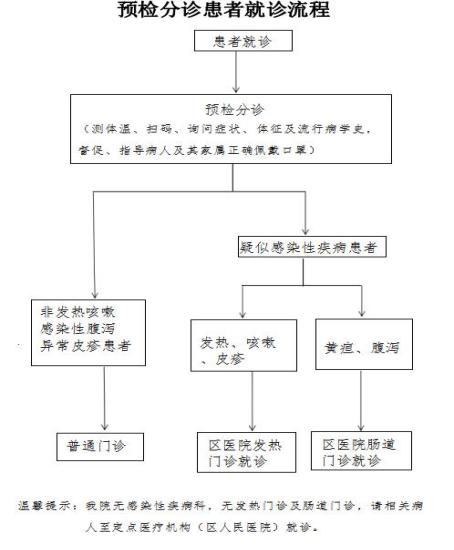 预检分诊患者就诊流程
患者就诊
预检分诊
（测体温、扫码、询问症状、体征及流行病学史，
督促、指导病人及其家属正确佩戴口罩）
疑似感染性疾病患者
非发热咳嗽
感染性腹泻
异常皮疹患者
发热、咳嗽
、皮疹
黄疸、腹泻
普通门诊
区医院发热
门诊就诊
区医院肠道
门诊就诊
温馨提示：我院无感染性疾病科，无发热门诊及肠道门诊，请相关病
人至定点医疗机构（区人民医院）就诊。